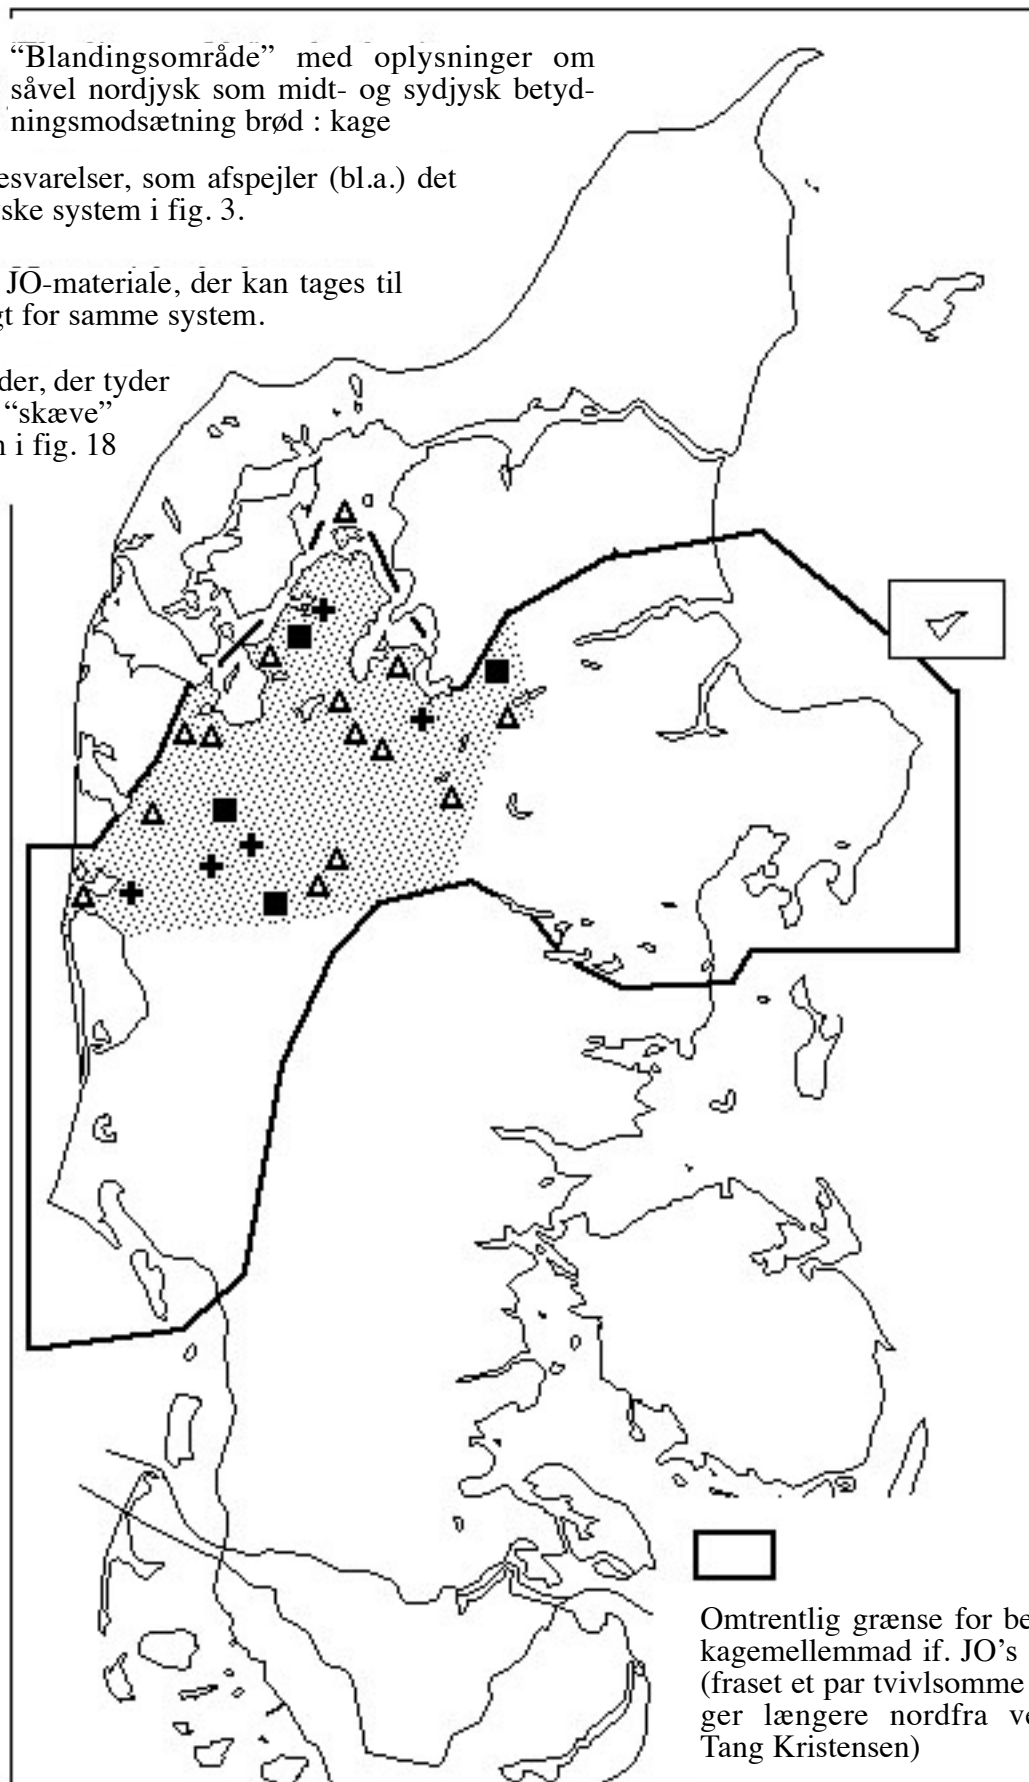 “Blandingsområde” med oplysninger om
såvel nordjysk som midt- og sydjysk betyd-
ningsmodsætning brød : kage
esvarelser, som afspejler (bl.a.) det
ske system i fig. 3.
JO-materiale, der kan tages til
gt for samme system.
der, der tyder
“skæve”
i fig. 18
Omtrentlig grænse for be
kagemellemmad if. JO’s
(fraset et par tvivlsomme
ger længere nordfra ve
Tang Kristensen)